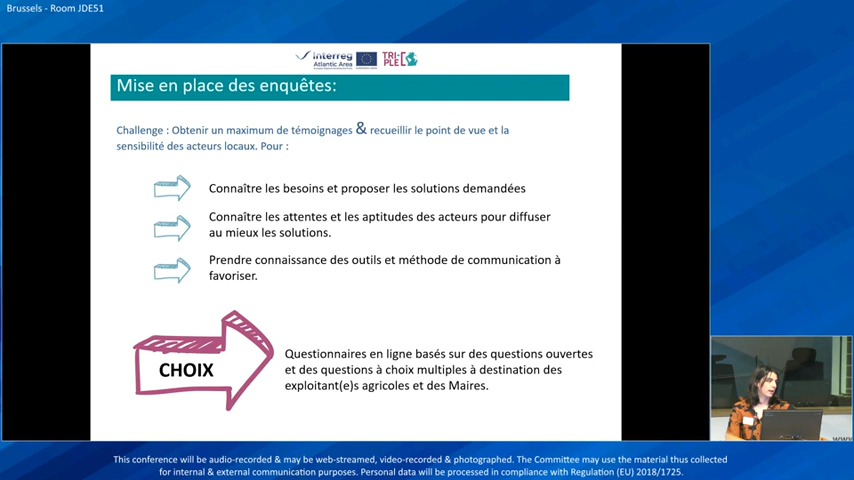 Brussels - Room JDE51
Interreg
Atlantic Area
TRI-
PLE
Mise en place des enquêtes:
Challenge : Obtenir un maximum de témoignages & recueillir le point de vue et la
sensibilité des acteurs locaux. Pour :
Connaître les besoins et proposer les solutions demandées
Connaître les attentes et les aptitudes des acteurs pour diffuser
au mieux les solutions.
Prendre connaissance des outils et méthode de communication à
favoriser.
CHOIX
Questionnaires en ligne basés sur des questions ouvertes
et des questions à choix multiples à destination des
exploitant(e)s agricoles et des Maires.
This conference will be audio-recorded & may be web-streamed, video-recorded & photographed. The Committee may use the material thus collected
for internal & external communication purposes. Personal data will be processed in compliance with Regulation (EU) 2018/1725.